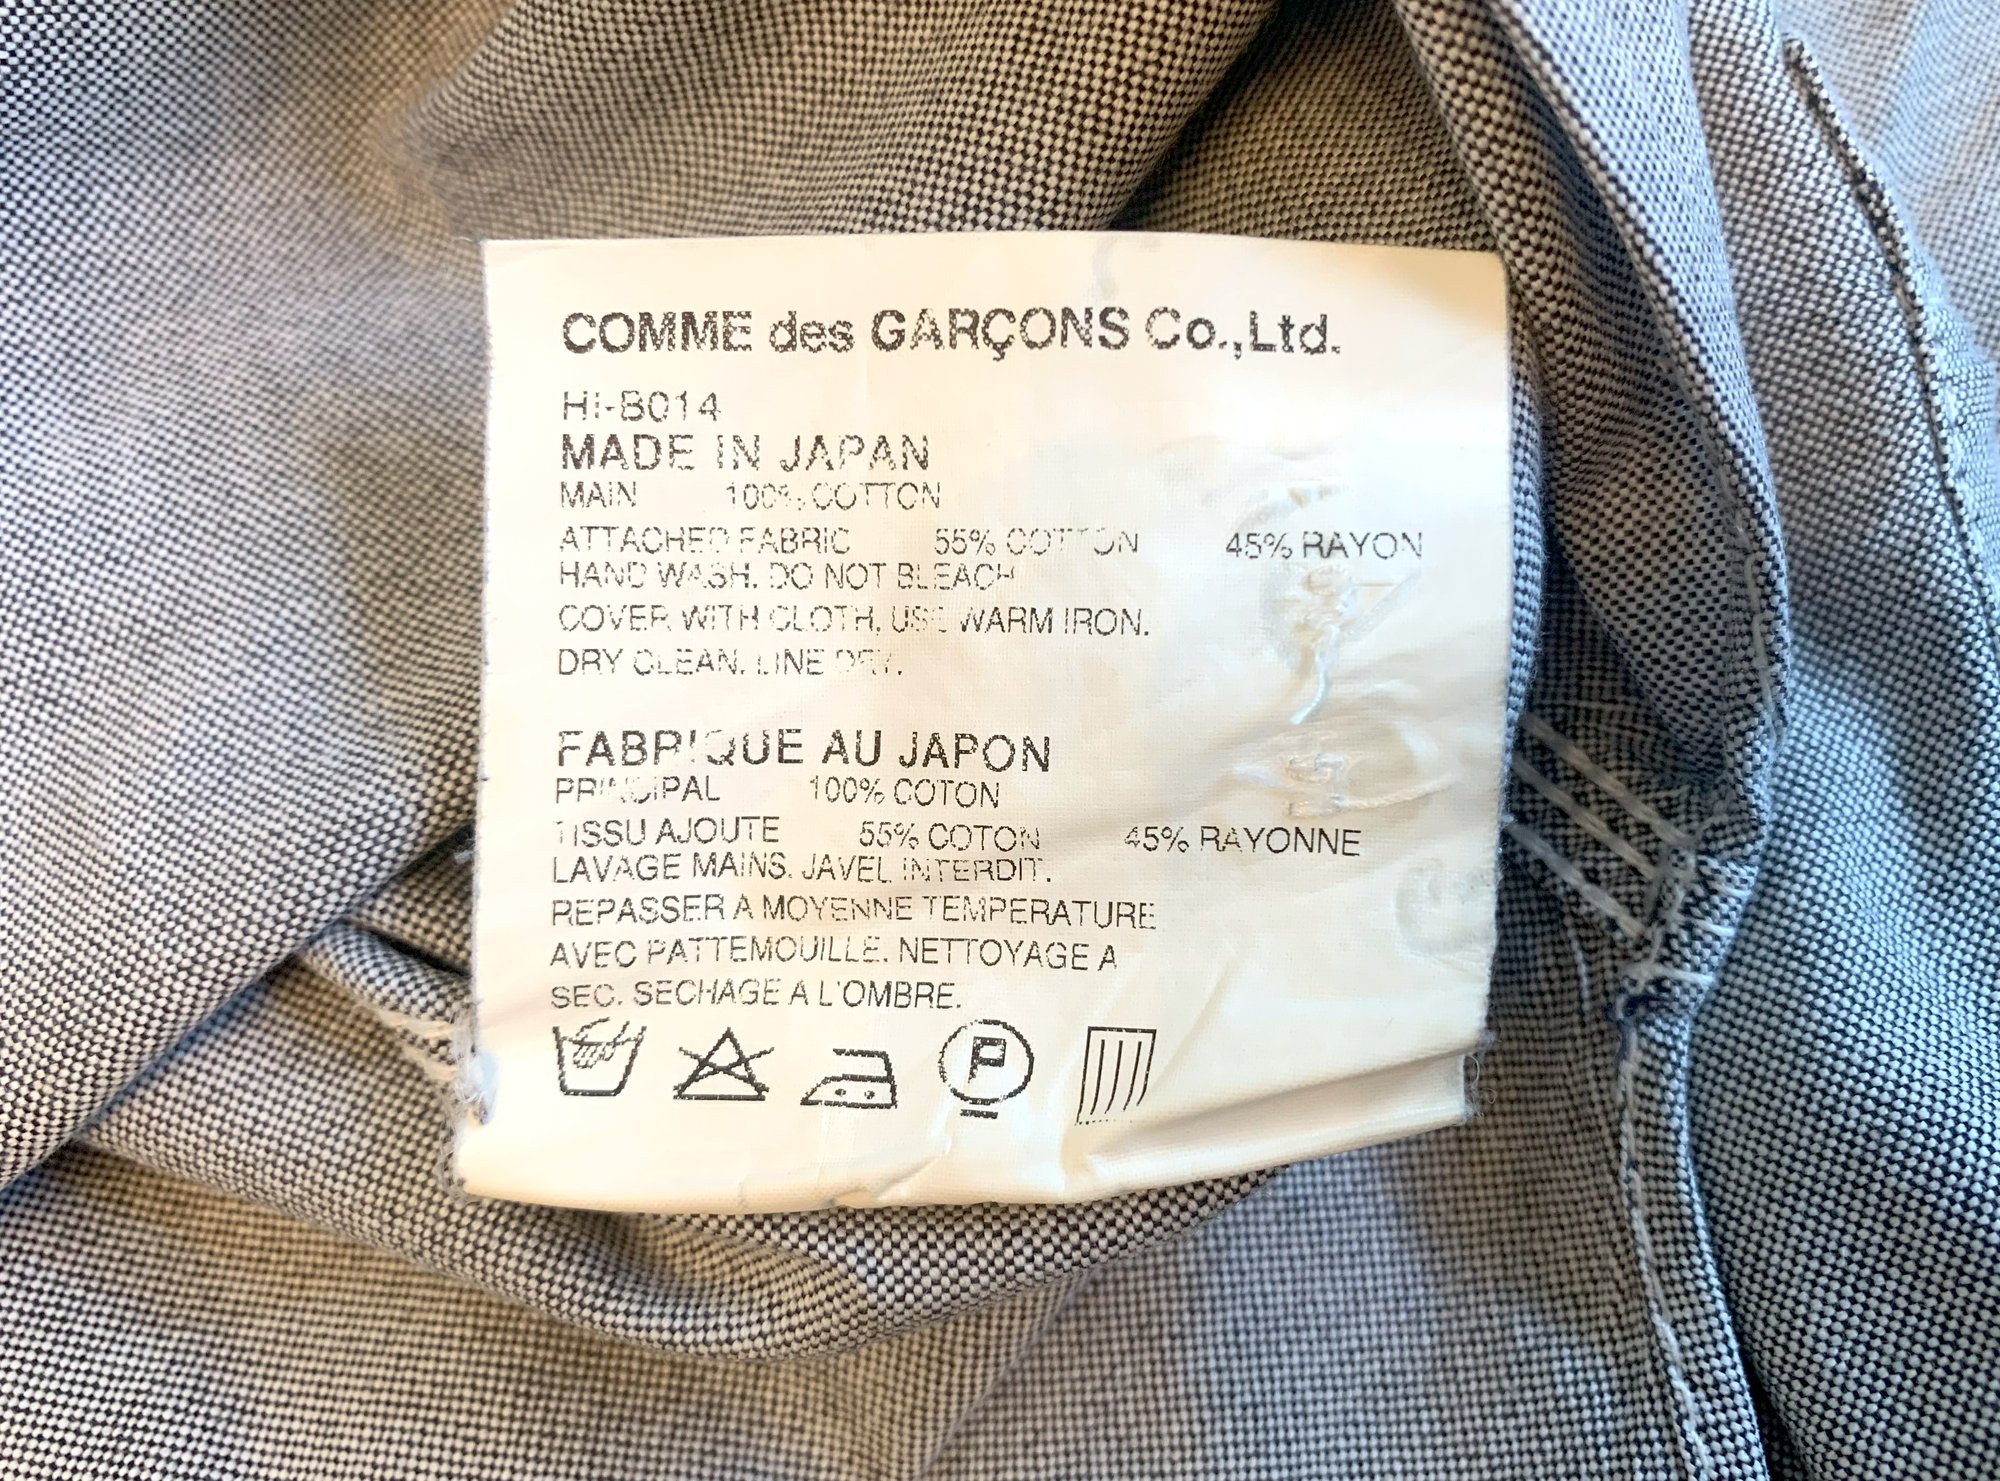 COMME des GARÇONS Co.,Ltd.
HI-B014
MADE IN JAPAN
MAIN 100% COTTON
ATTACHED FABRIC 55% COTTON 45% RAYON
HAND WASH. DO NOT BLEACH
COVER WITH CLOTH, USE WARM IRON.
DRY CLEAN. LINE DRY.
FABRIQUE AU JAPON
PRINCIPAL 100% COTON
TISSU AJOUTE 55% COTON 45% RAYONNE
LAVAGE MAINS. JAVEL INTERDIT.
REPASSER A MOYENNE TEMPERATURE
AVEC PATTEMOUILLE. NETTOYAGE A
SEC. SECHAGE A L'OMBRE.
P